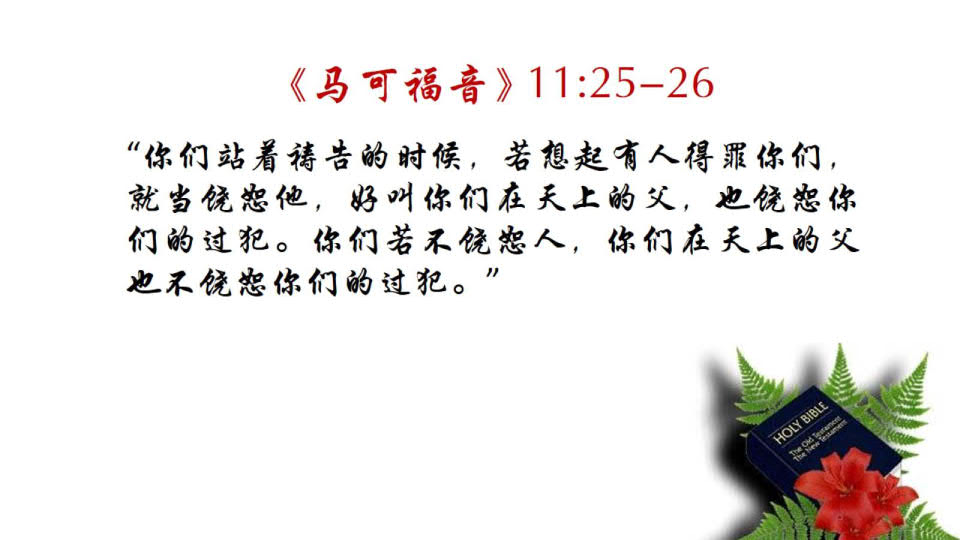 《马可福音》11:25–26
“你们站着祷告的时候，若想起有人得罪你们，
就当饶恕他，好叫你们在天上的父，也饶恕你
们的过犯。你们若不饶恕人，你们在天上的父
也不饶恕你们的过犯。”
HOLY BIBLE
The Old Testament
The New Testament